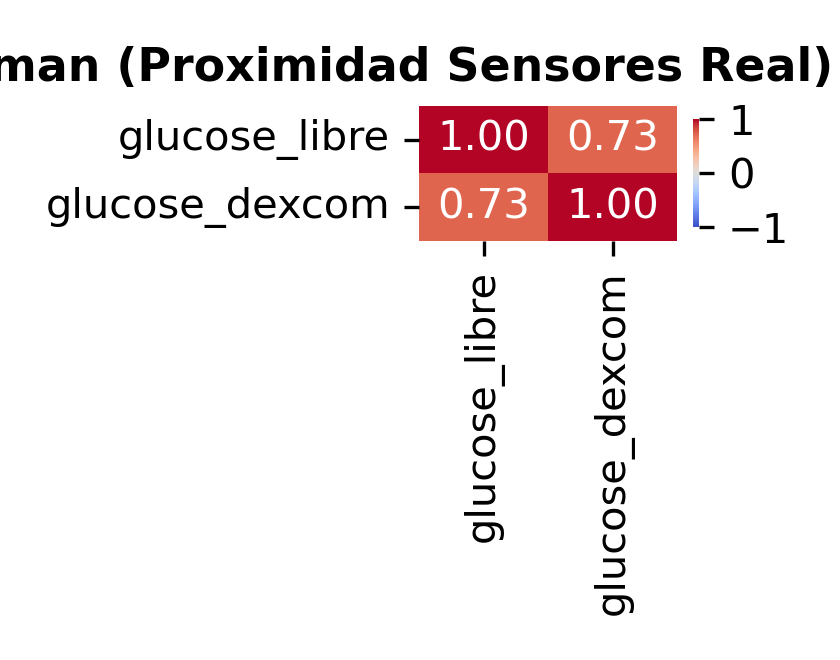 man (Proximidad Sensores Real)
glucose_libre 1.00 0.73 1
0
glucose_dexcom 0.73 1.00 −1
glucose_libre
glucose_dexcom